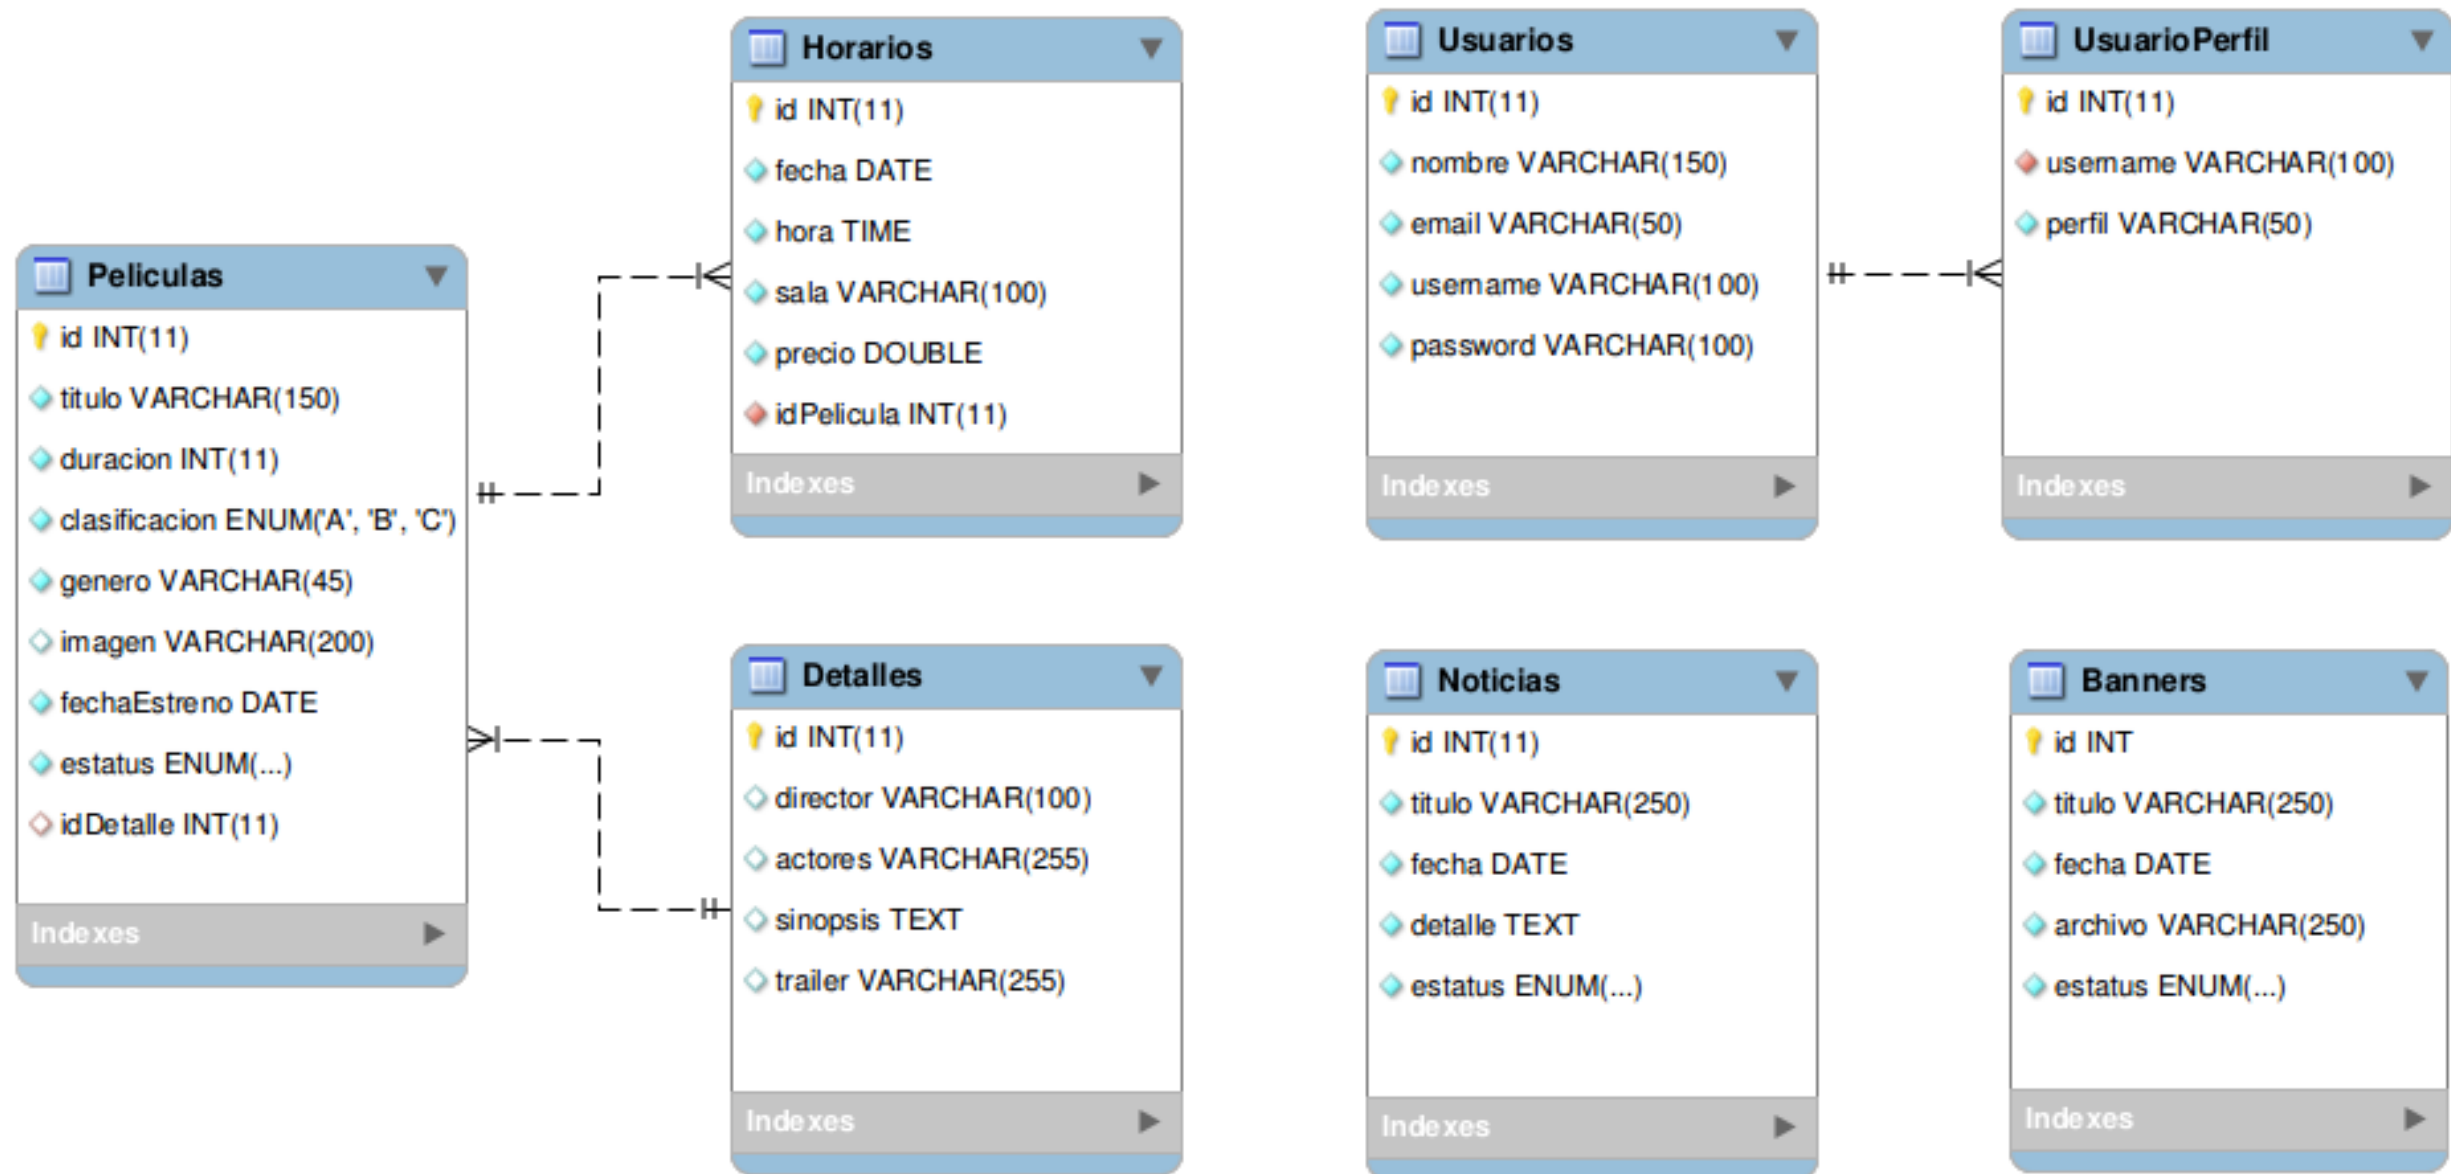 Peliculas
id INT(11)
titulo VARCHAR(150)
duracion INT(11)
clasificacion ENUM('A', 'B', 'C')
genero VARCHAR(45)
imagen VARCHAR(200)
fechaEstreno DATE
estatus ENUM(...)
idDetalle INT(11)
Indexes
Horarios
id INT(11)
fecha DATE
hora TIME
sala VARCHAR(100)
precio DOUBLE
idPelicula INT(11)
Indexes
Detalles
id INT(11)
director VARCHAR(100)
actores VARCHAR(255)
sinopsis TEXT
trailer VARCHAR(255)
Indexes
Usuarios
id INT(11)
nombre VARCHAR(150)
email VARCHAR(50)
username VARCHAR(100)
password VARCHAR(100)
Indexes
UsuarioPerfil
id INT(11)
username VARCHAR(100)
perfil VARCHAR(50)
Indexes
Noticias
id INT(11)
titulo VARCHAR(250)
fecha DATE
detalle TEXT
estatus ENUM(...)
Indexes
Banners
id INT
titulo VARCHAR(250)
fecha DATE
archivo VARCHAR(250)
estatus ENUM(...)
Indexes